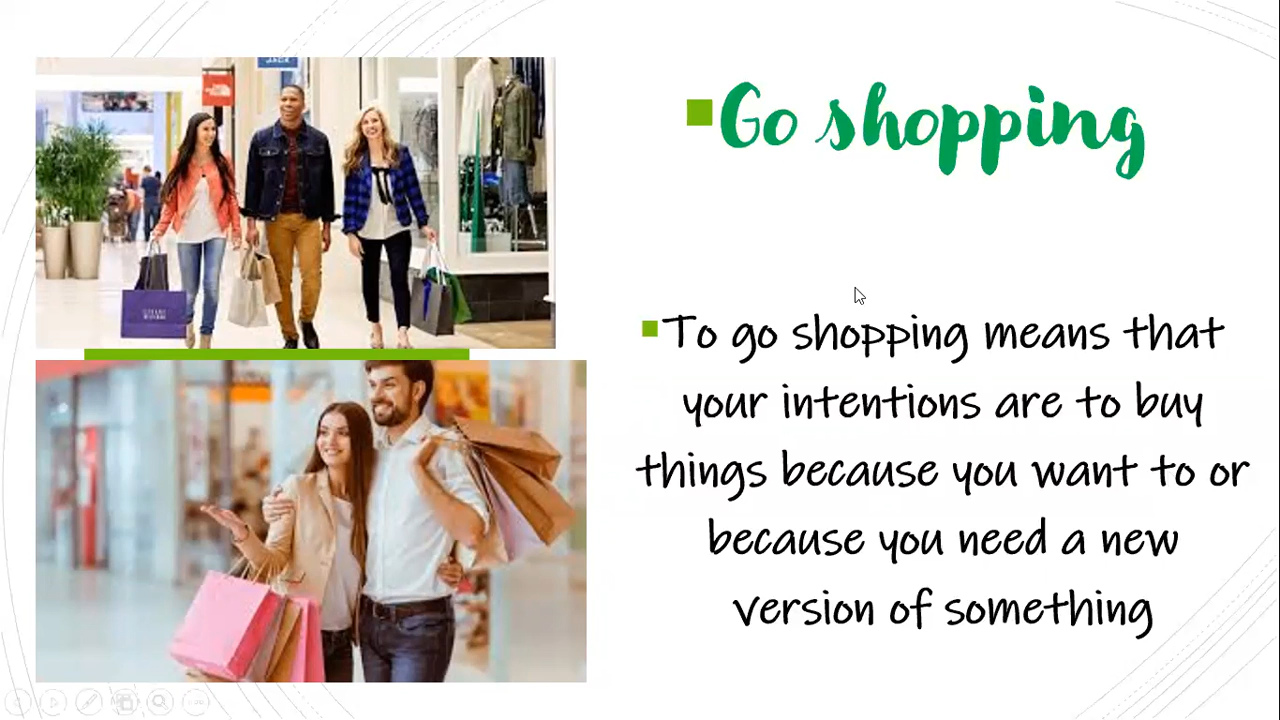 Go shopping
To go shopping means that
your intentions are to buy
things because you want to or
because you need a new
version of something